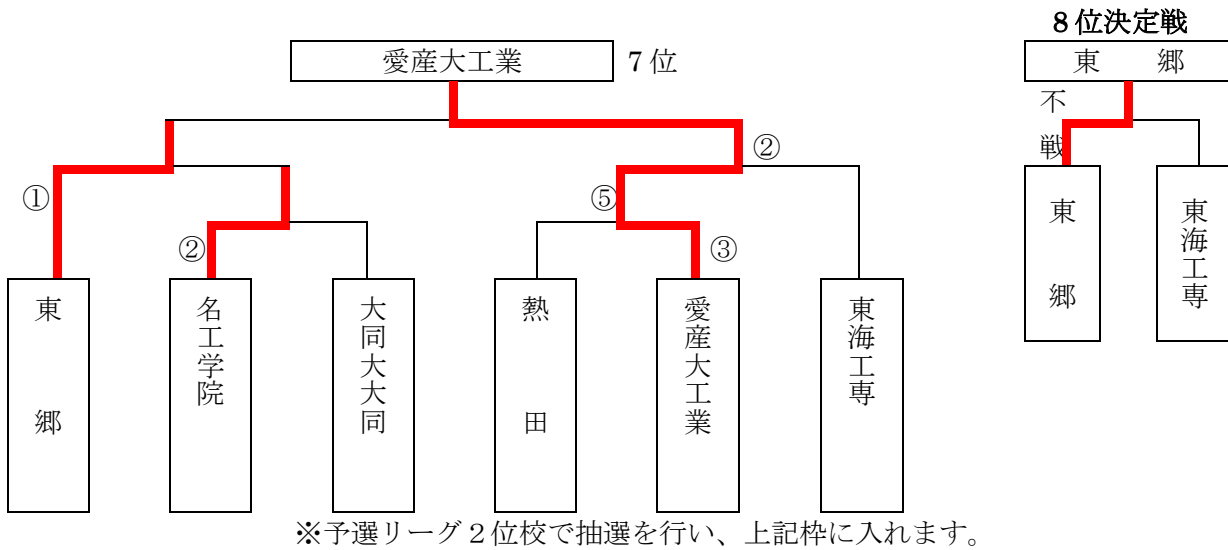 ８位決定戦
愛産大工業　７位
東　郷
不戦
②
①
⑤
②
③
東郷
名工学院
大同大大同
熱田
愛産大工業
東海工専
東郷
東海工専
※予選リーグ２位校で抽選を行い、上記枠に入れます。